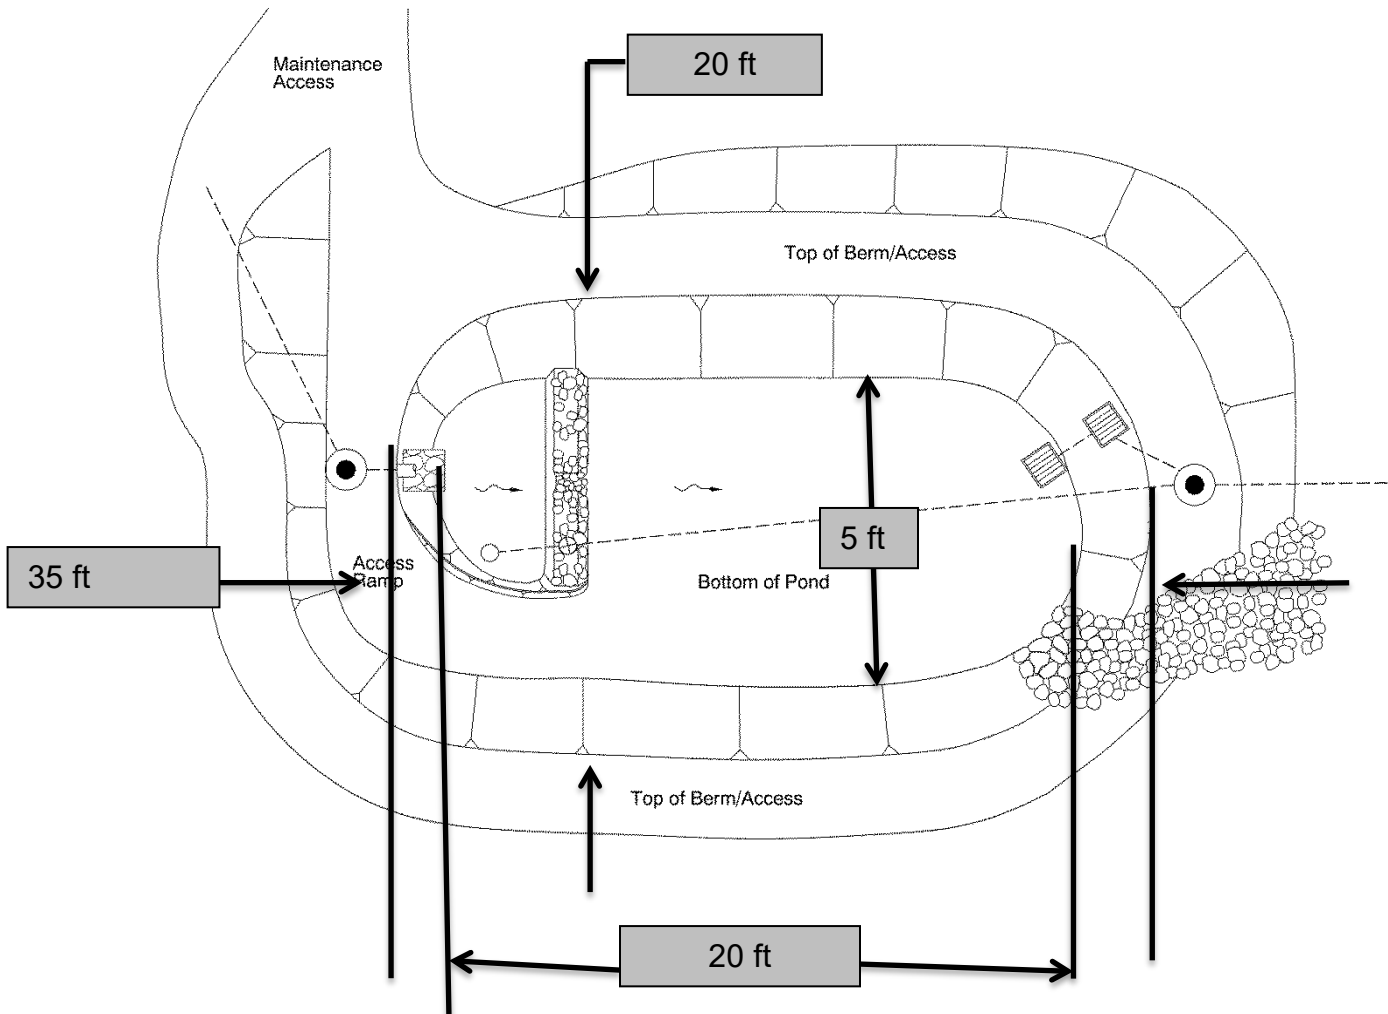 20 ft
Maintenance
Access
Top of Berm/Access
5 ft
35 ft
Access
Ramp
Bottom of Pond
Top of Berm/Access
20 ft